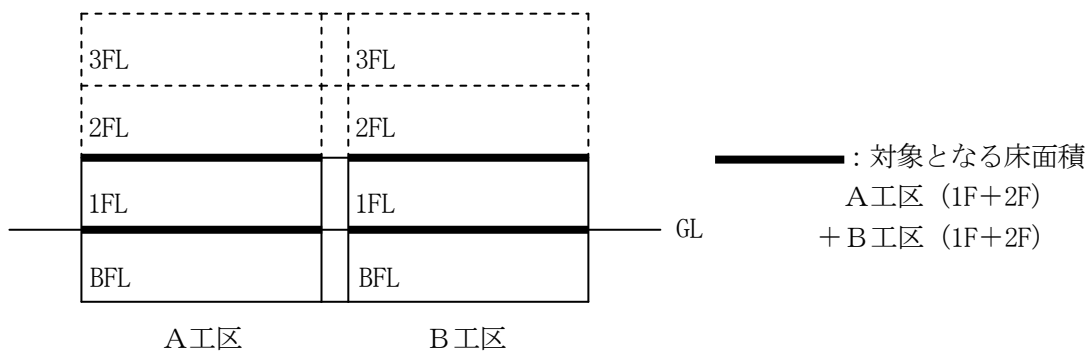 3FL 3FL
2FL 2FL
:対象となる床面積
1FL 1FL
A工区(1F+2F)
GL
+B工区(1F+2F)
BFL BFL
A工区 B工区